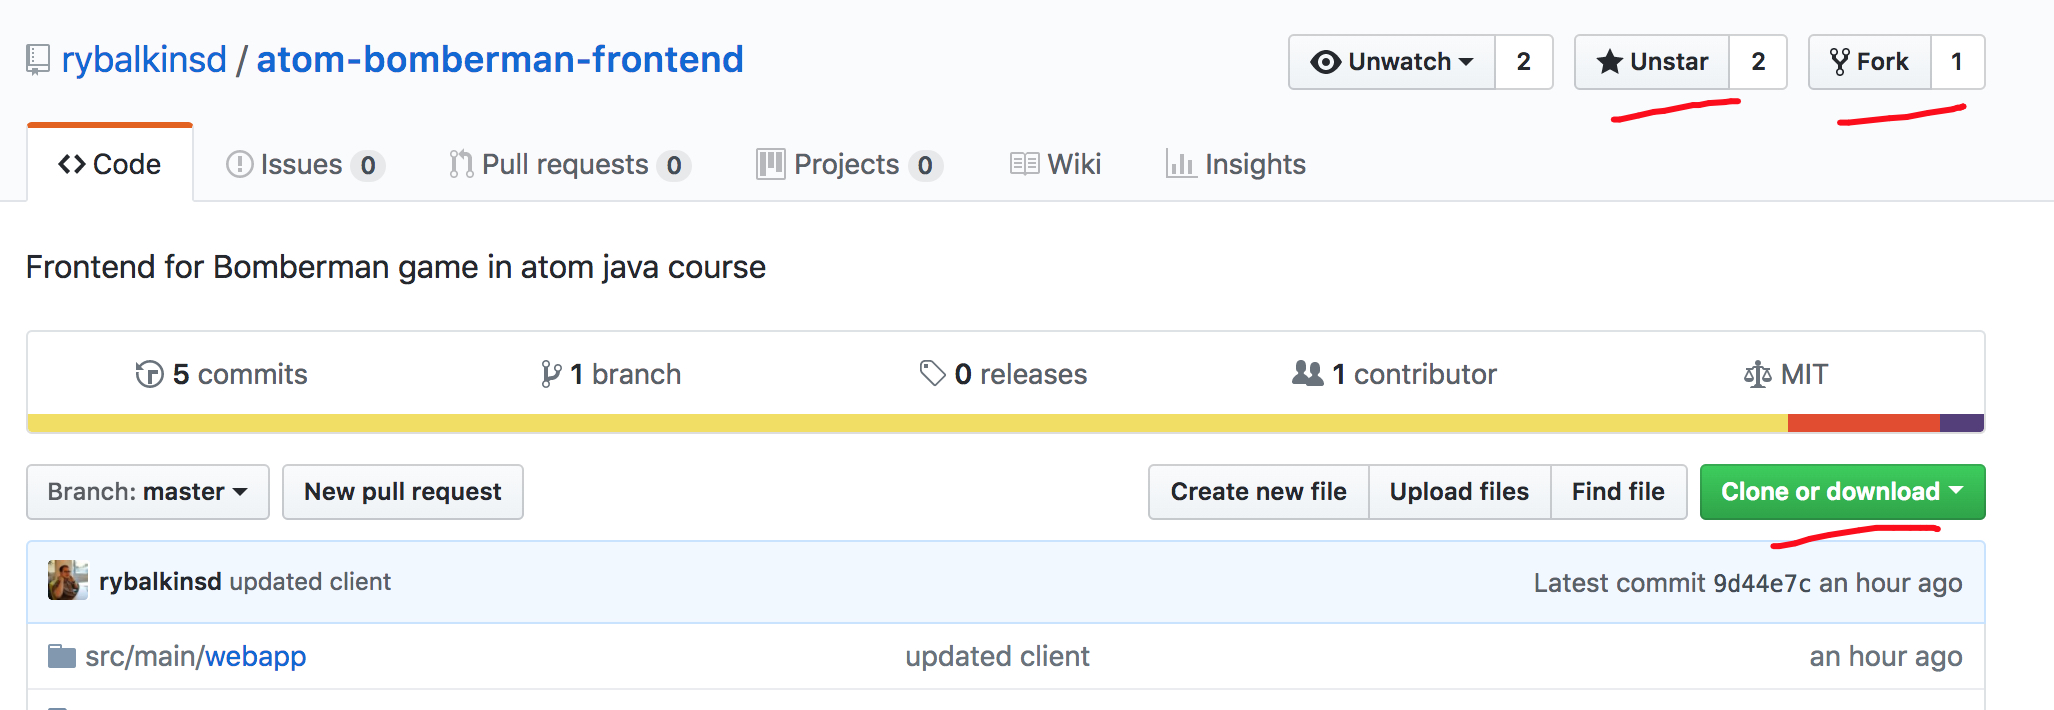 rybalkinsd / atom-bomberman-frontend
Unwatch 2 Unstar 2 Fork 1
Code Issues 0 Pull requests 0 Projects 0 Wiki Insights
Frontend for Bomberman game in atom java course
5 commits 1 branch 0 releases 1 contributor MIT
Branch: master New pull request Create new file Upload files Find file Clone or download
rybalkinsd updated client Latest commit 9d44e7c an hour ago
src/main/webapp updated client an hour ago